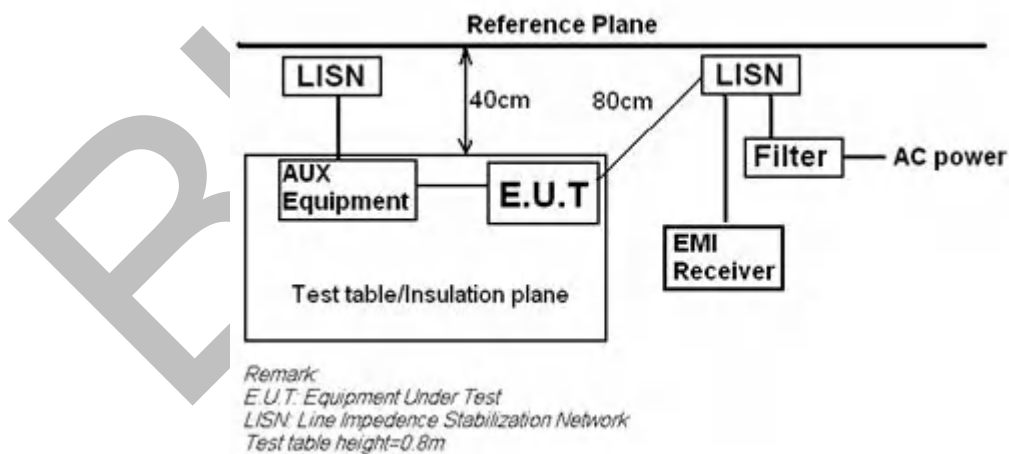 Reference Plane
LISN
40cm
80cm
LISN
Filter
AC power
AUX
Equipment
E.U.T
EMI
Receiver
Test table/Insulation plane
Remark
E.U.T: Equipment Under Test
LISN: Line Impedence Stabilization Network
Test table height=0.8m